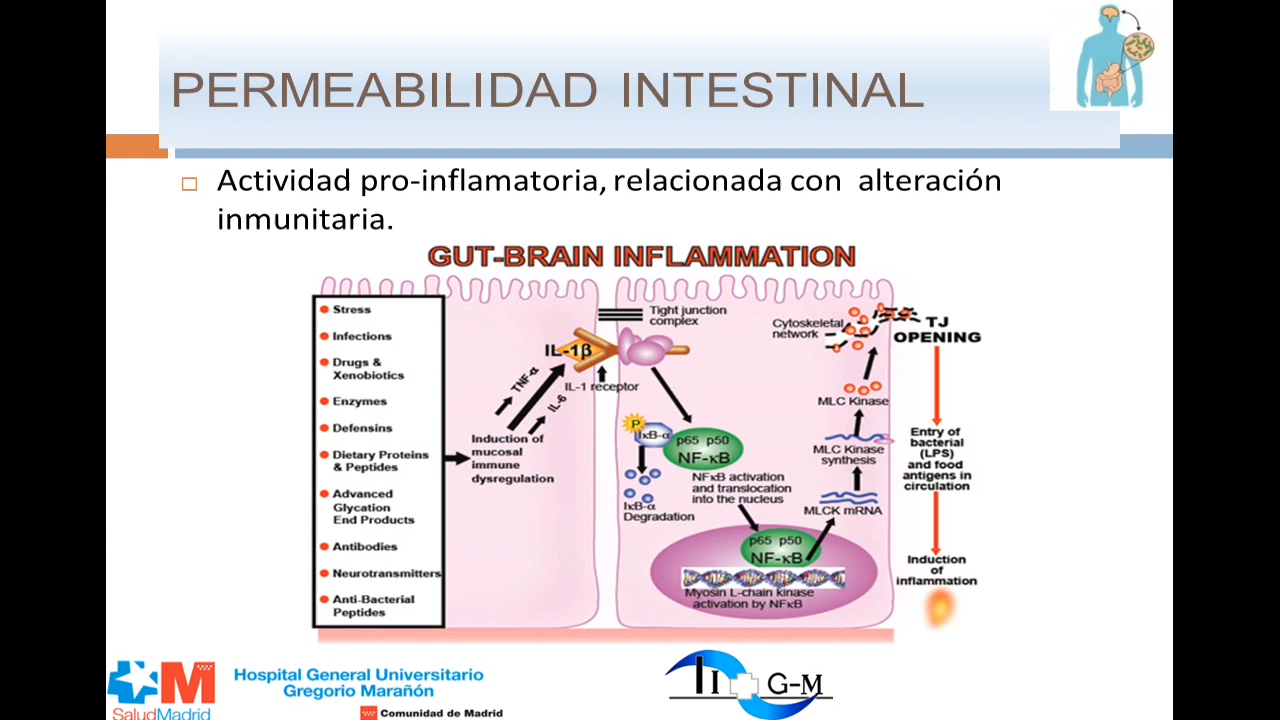 PERMEABILIDAD INTESTINAL
Actividad pro-inflamatoria, relacionada con alteración
inmunitaria.
GUT-BRAIN INFLAMMATION
Stress
Infections
Drugs &
Xenobiotics
Enzymes
Defensins
Dietary Proteins
& Peptides
Advanced
Glycation
End Products
Antibodies
Neurotransmitters
Anti-Bacterial
Peptides
Induction of
mucosal
immune
dysregulation
TNF-α
IL-6
IL-1β
IL-1 receptor
Tight junction
complex
P
IκB-α
IκB-α
Degradation
p65 p50
NF-κB
NFκB activation
and translocation
into the nucleus
p65 p50
NF-κB
Myosin L-chain kinase
activation by NFκB
MLCK mRNA
MLC Kinase
synthesis
MLC Kinase
Cytoskeletal
network
TJ
OPENING
Entry of
bacterial
(LPS)
and food
antigens in
circulation
Induction
of
inflammation
M
SaludMadrid
Hospital General Universitario
Gregorio Marañón
Comunidad de Madrid
TI G-M